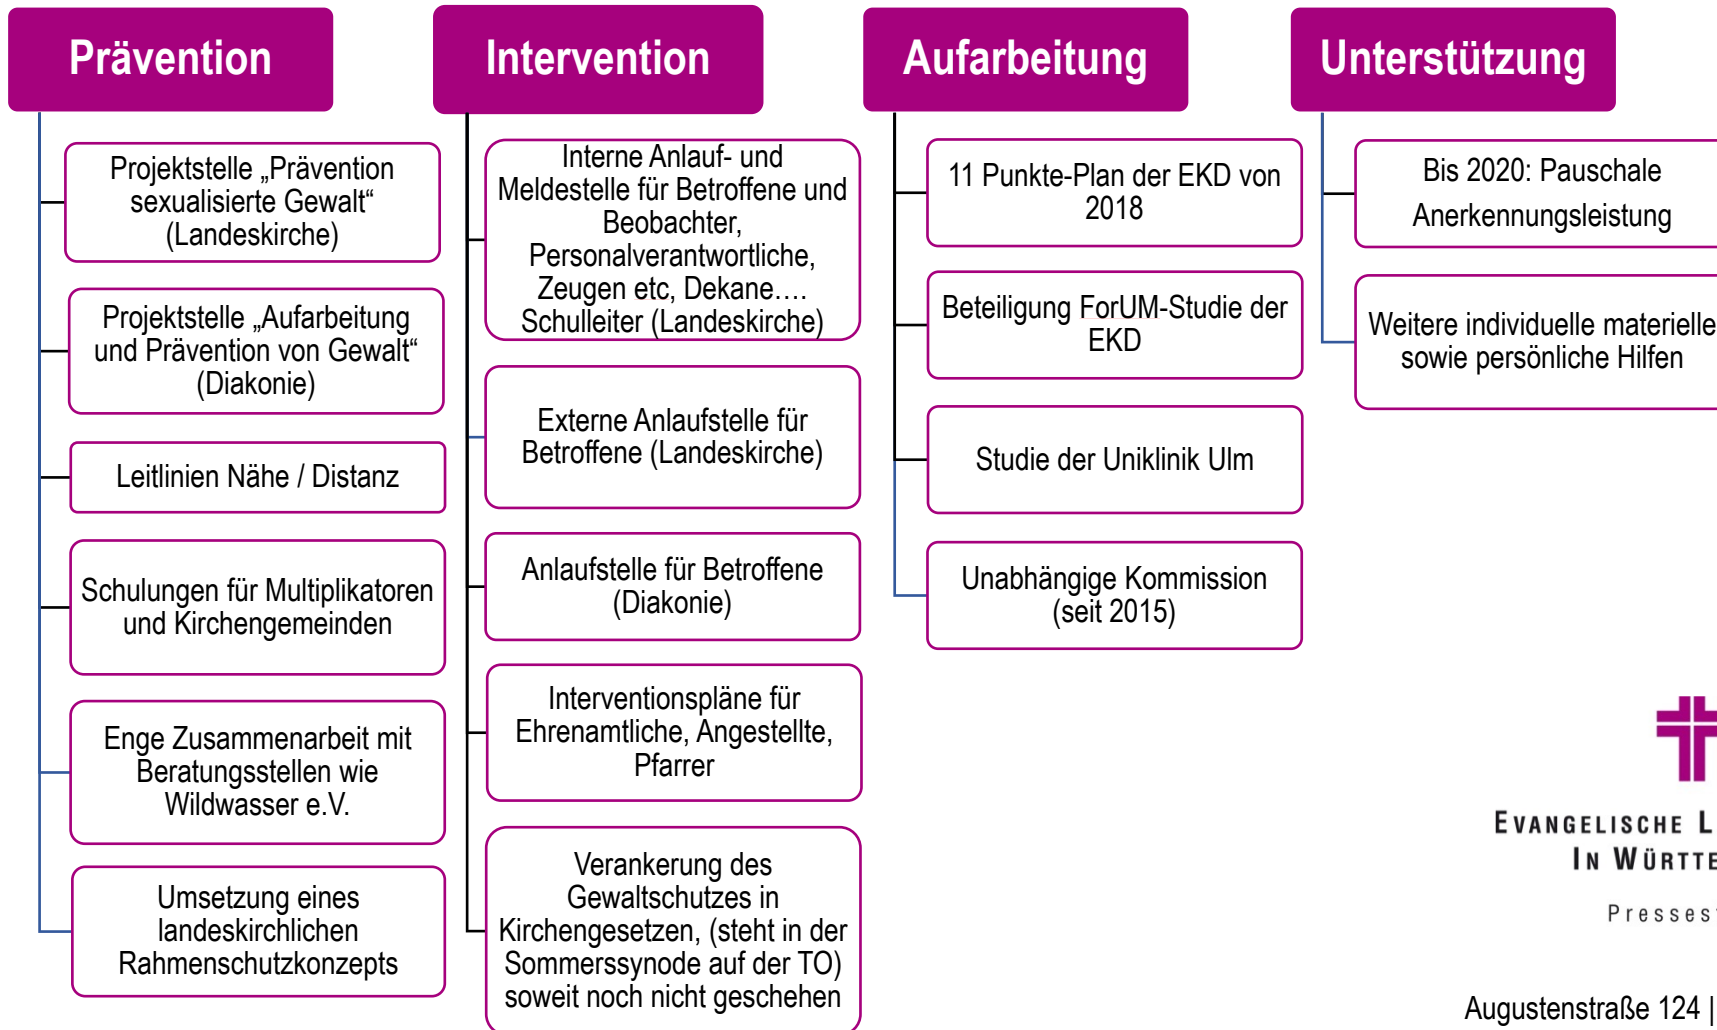 Prävention
Projektstelle „Prävention
sexualisierte Gewalt“
(Landeskirche)
Projektstelle „Aufarbeitung
und Prävention von Gewalt“
(Diakonie)
Leitlinien Nähe / Distanz
Schulungen für Multiplikatoren
und Kirchengemeinden
Enge Zusammenarbeit mit
Beratungsstellen wie
Wildwasser e.V.
Umsetzung eines
landeskirchlichen
Rahmenschutzkonzepts
Intervention
Interne Anlauf- und
Meldestelle für Betroffene und
Beobachter,
Personalverantwortliche,
Zeugen etc, Dekane….
Schulleiter (Landeskirche)
Externe Anlaufstelle für
Betroffene (Landeskirche)
Anlaufstelle für Betroffene
(Diakonie)
Interventionspläne für
Ehrenamtliche, Angestellte,
Pfarrer
Verankerung des
Gewaltschutzes in
Kirchengesetzen, (steht in der
Sommerssynode auf der TO)
soweit noch nicht geschehen
Aufarbeitung
11 Punkte-Plan der EKD von
2018
Beteiligung ForUM-Studie der
EKD
Studie der Uniklinik Ulm
Unabhängige Kommission
(seit 2015)
Unterstützung
Bis 2020: Pauschale
Anerkennungsleistung
Weitere individuelle materielle
sowie persönliche Hilfen
EVANGELISCHE L
IN WÜRTTE
Presses
Augustenstraße 124 |